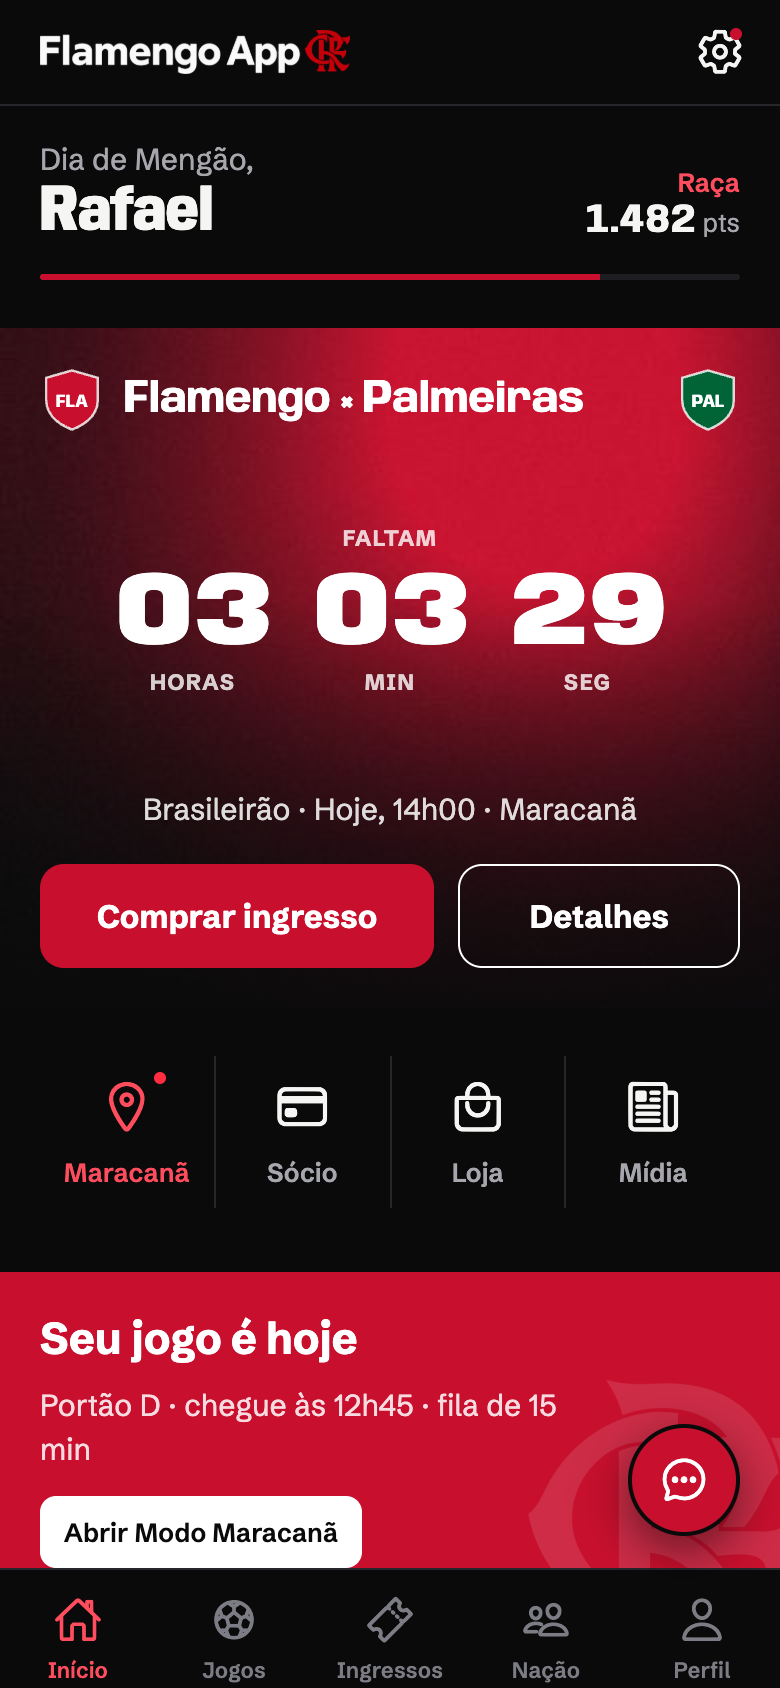 Flamengo App
Dia de Mengão,
Rafael
Raça
1.482 pts
FLA
Flamengo × Palmeiras
PAL
FALTAM
03 03 29
HORAS MIN SEG
Brasileirão · Hoje, 14h00 · Maracanã
Comprar ingresso
Detalhes
Maracanã
Sócio
Loja
Mídia
Seu jogo é hoje
Portão D · chegue às 12h45 · fila de 15
min
Abrir Modo Maracanã
Início
Jogos
Ingressos
Nação
Perfil